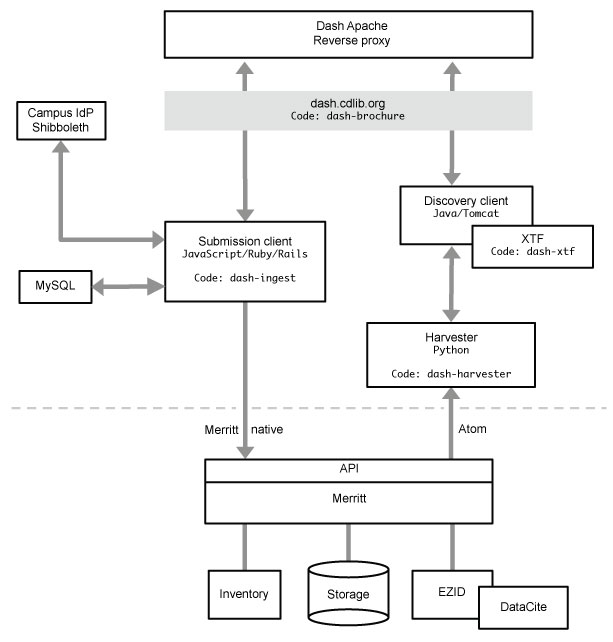 Dash Apache
Reverse proxy
dash.cdlib.org
Code: dash-brochure
Campus IdP
Shibboleth
Discovery client
Java/Tomcat
XTF
Code: dash-xtf
Submission client
JavaScript/Ruby/Rails
Code: dash-ingest
MySQL
Harvester
Python
Code: dash-harvester
Merritt native
Atom
API
Merritt
Inventory
Storage
EZID
DataCite